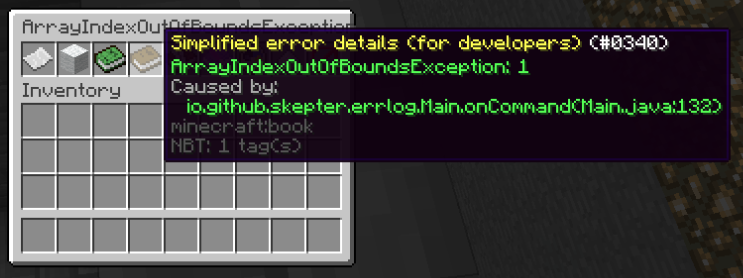 ArrayIndexOutOfBoundsException
Simplified error details (for developers) (#0340)
ArrayIndexOutOfBoundsException: 1
Caused by:
io.github.skepter.errlog.Main.onCommand(Main.java:132)
minecraft:book
NBT: 1 tag(s)
Inventory